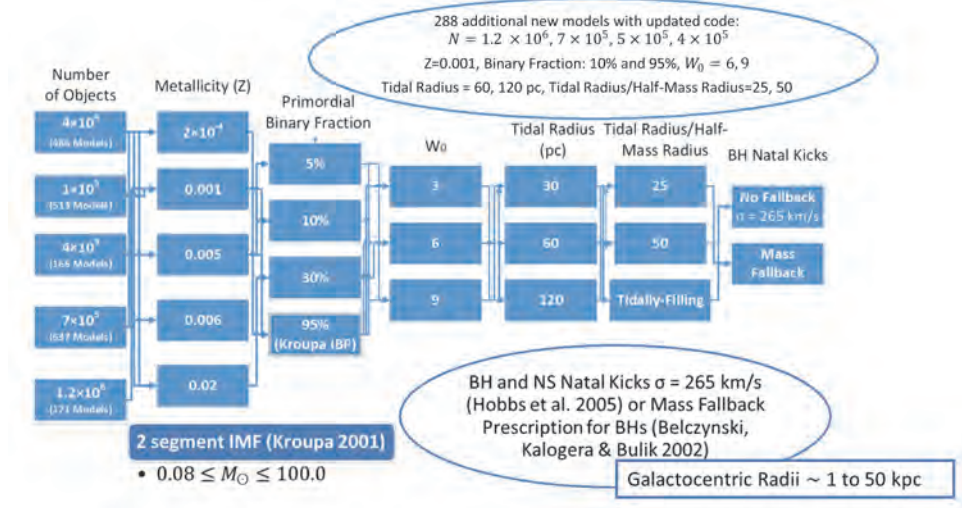 288 additional new models with updated code:
N = 1.2 × 10⁶, 7 × 10⁵, 5 × 10⁵, 4 × 10⁵
Z=0.001, Binary Fraction: 10% and 95%, W₀ = 6, 9
Tidal Radius = 60, 120 pc, Tidal Radius/Half-Mass Radius=25, 50
Number
of Objects
4×10⁴
Models)
1×10⁵
(513 Models)
4×10⁵
Models)
7×10⁵
(637 Models)
1.2×10⁶
(171 Models)
Metallicity (Z)
2×10⁻⁴
0.001
0.005
0.006
0.02
Primordial
Binary Fraction
5%
10%
30%
95%
(Kroupa IBP)
W₀
3
6
9
Tidal Radius
(pc)
30
60
120
Tidal Radius/Half-
Mass Radius
25
50
Tidally-Filling
BH Natal Kicks
No Fallback
σ = 265 km/s
Mass
Fallback
2 segment IMF (Kroupa 2001)
• 0.08 ≤ M⊙ ≤ 100.0
BH and NS Natal Kicks σ = 265 km/s
(Hobbs et al. 2005) or Mass Fallback
Prescription for BHs (Belczynski,
Kalogera & Bulik 2002)
Galactocentric Radii ~ 1 to 50 kpc